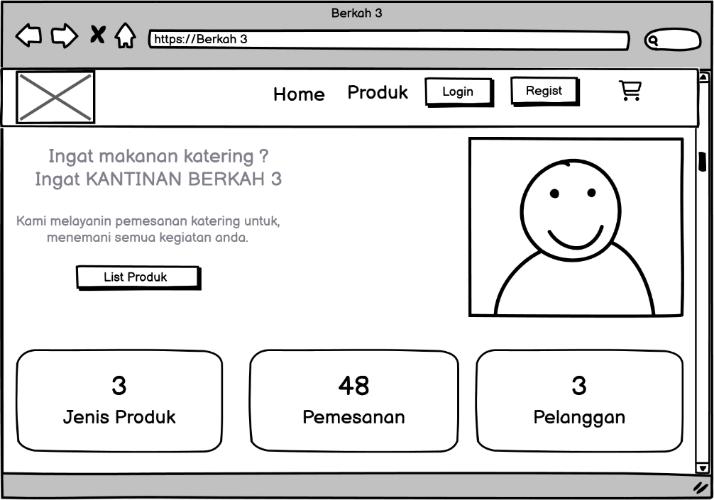 Berkah 3
https://Berkah 3
Home Produk Login Regist
Ingat makanan katering ?
Ingat KANTINAN BERKAH 3
Kami melayanin pemesanan katering untuk,
menemani semua kegiatan anda.
List Produk
3
Jenis Produk
48
Pemesanan
3
Pelanggan